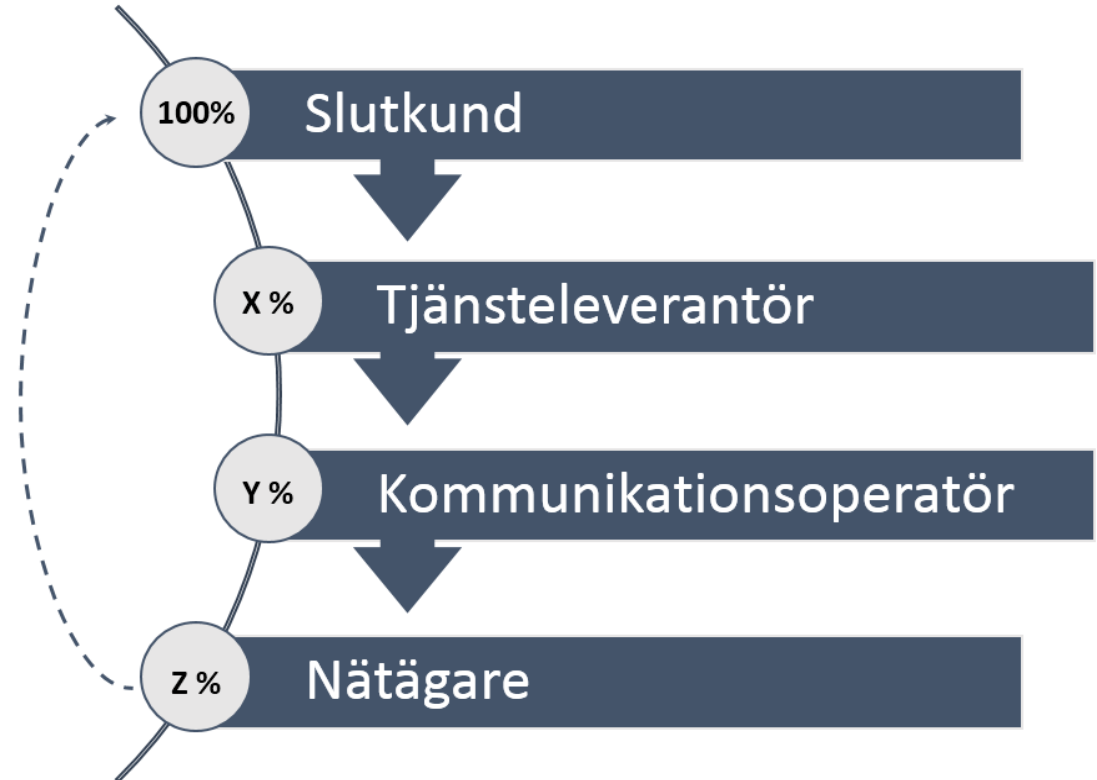 100%
Slutkund
X %
Tjänsteleverantör
Y %
Kommunikationsoperatör
Z %
Nätägare